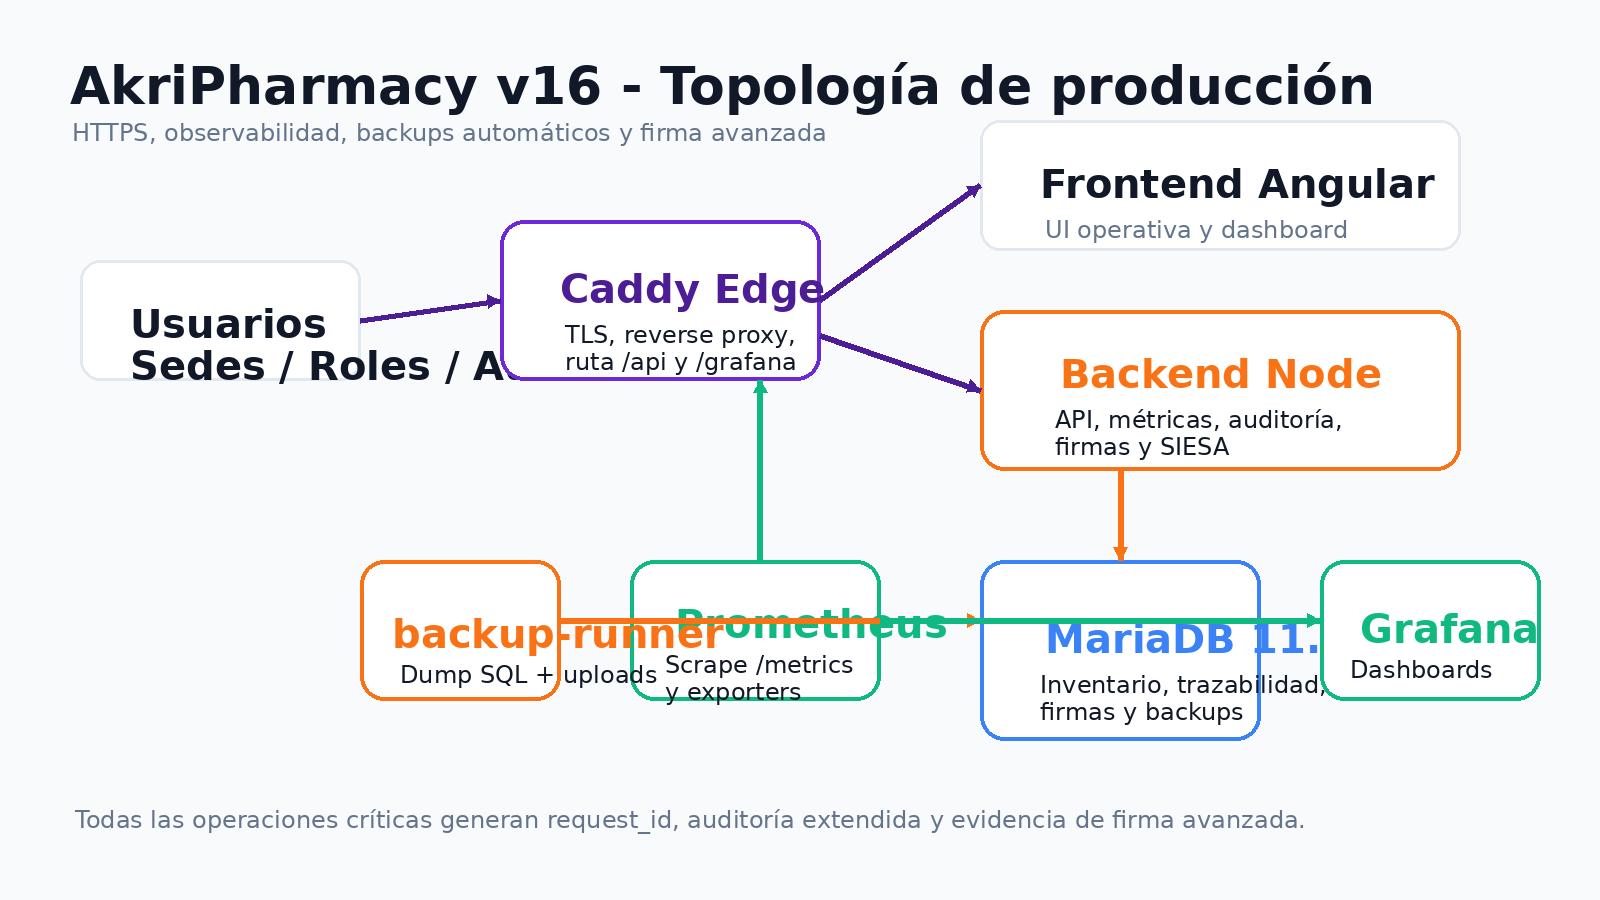 AkriPharmacy v16 - Topología de producción
HTTPS, observabilidad, backups automáticos y firma avanzada
Frontend Angular
UI operativa y dashboard
Caddy Edge
TLS, reverse proxy,
ruta /api y /grafana
Usuarios
Sedes / Roles /
Backend Node
API, métricas, auditoría,
firmas y SIESA
backup-runner
Dump SQL + uploads
Prometheus
Scrape /metrics
y exporters
MariaDB 11.
Inventario, trazabilidad,
firmas y backups
Grafana
Dashboards
Todas las operaciones críticas generan request_id, auditoría extendida y evidencia de firma avanzada.